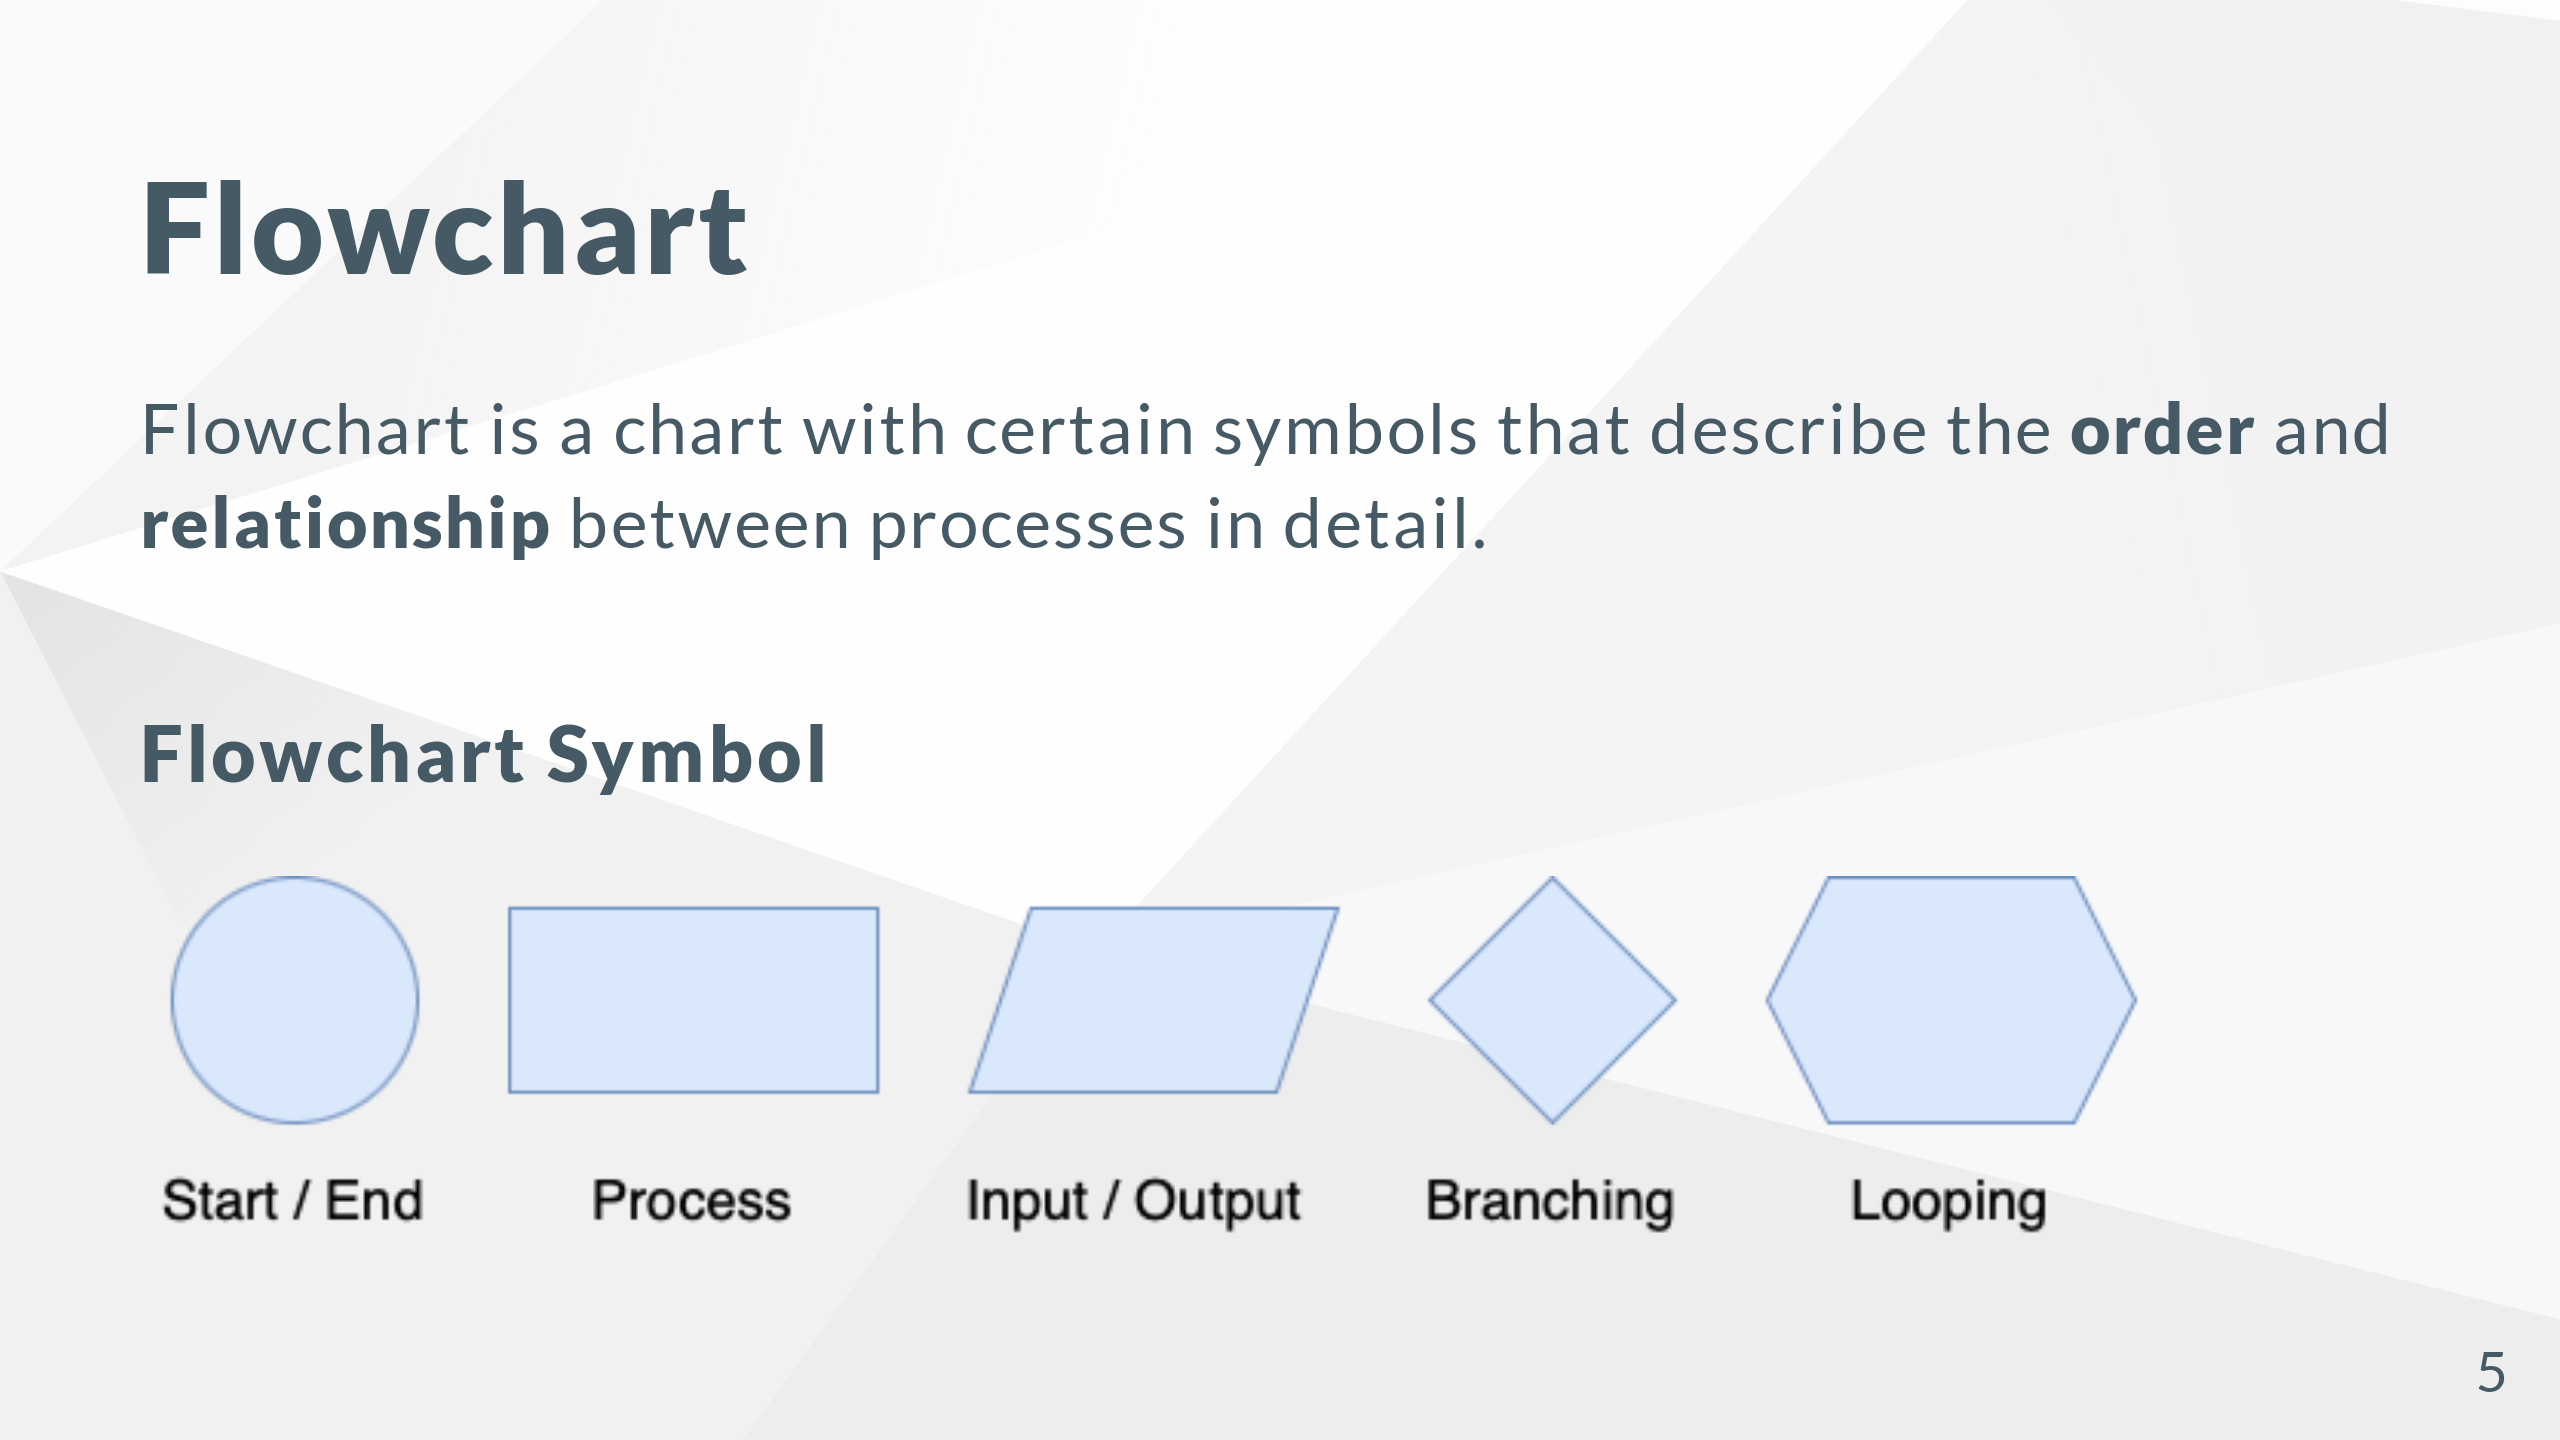 Flowchart
Flowchart is a chart with certain symbols that describe the order and
relationship between processes in detail.
Flowchart Symbol
Start / End
Process
Input / Output
Branching
Looping
5